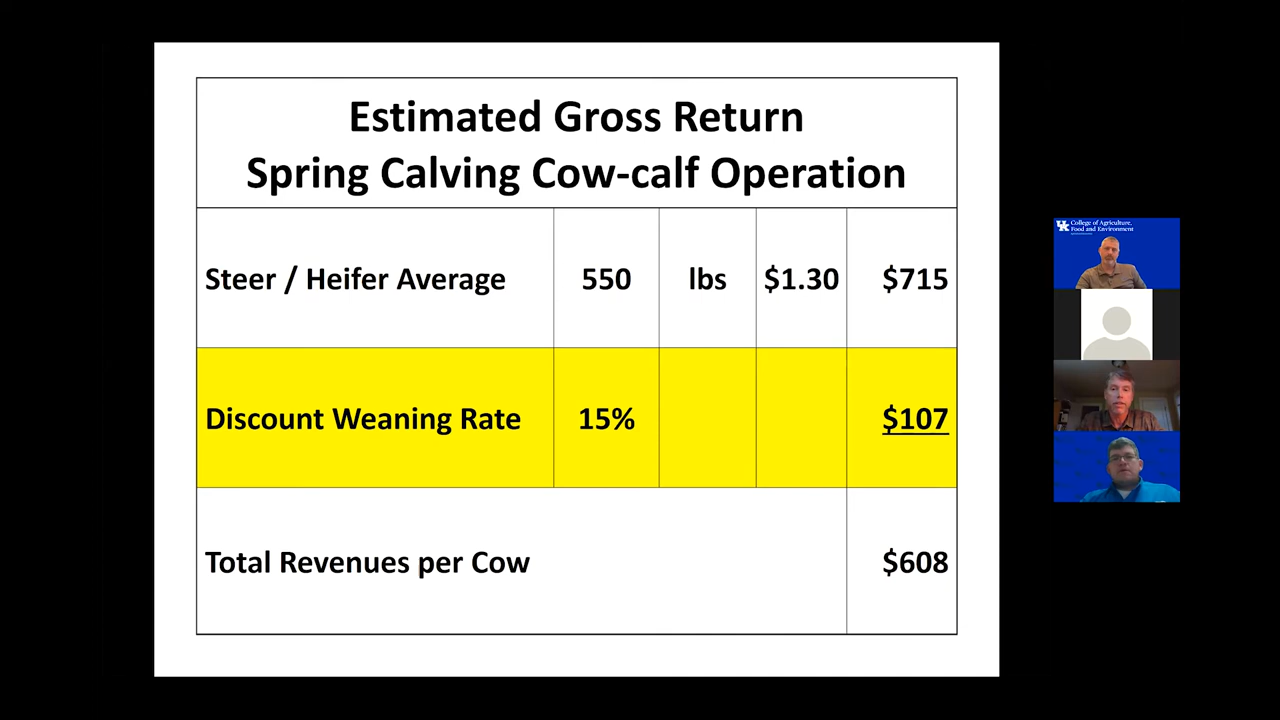 Estimated Gross Return
Spring Calving Cow-calf Operation
Steer / Heifer Average 550 lbs $1.30 $715
Discount Weaning Rate 15% $107
Total Revenues per Cow $608
College of Agriculture,
Food and Environment